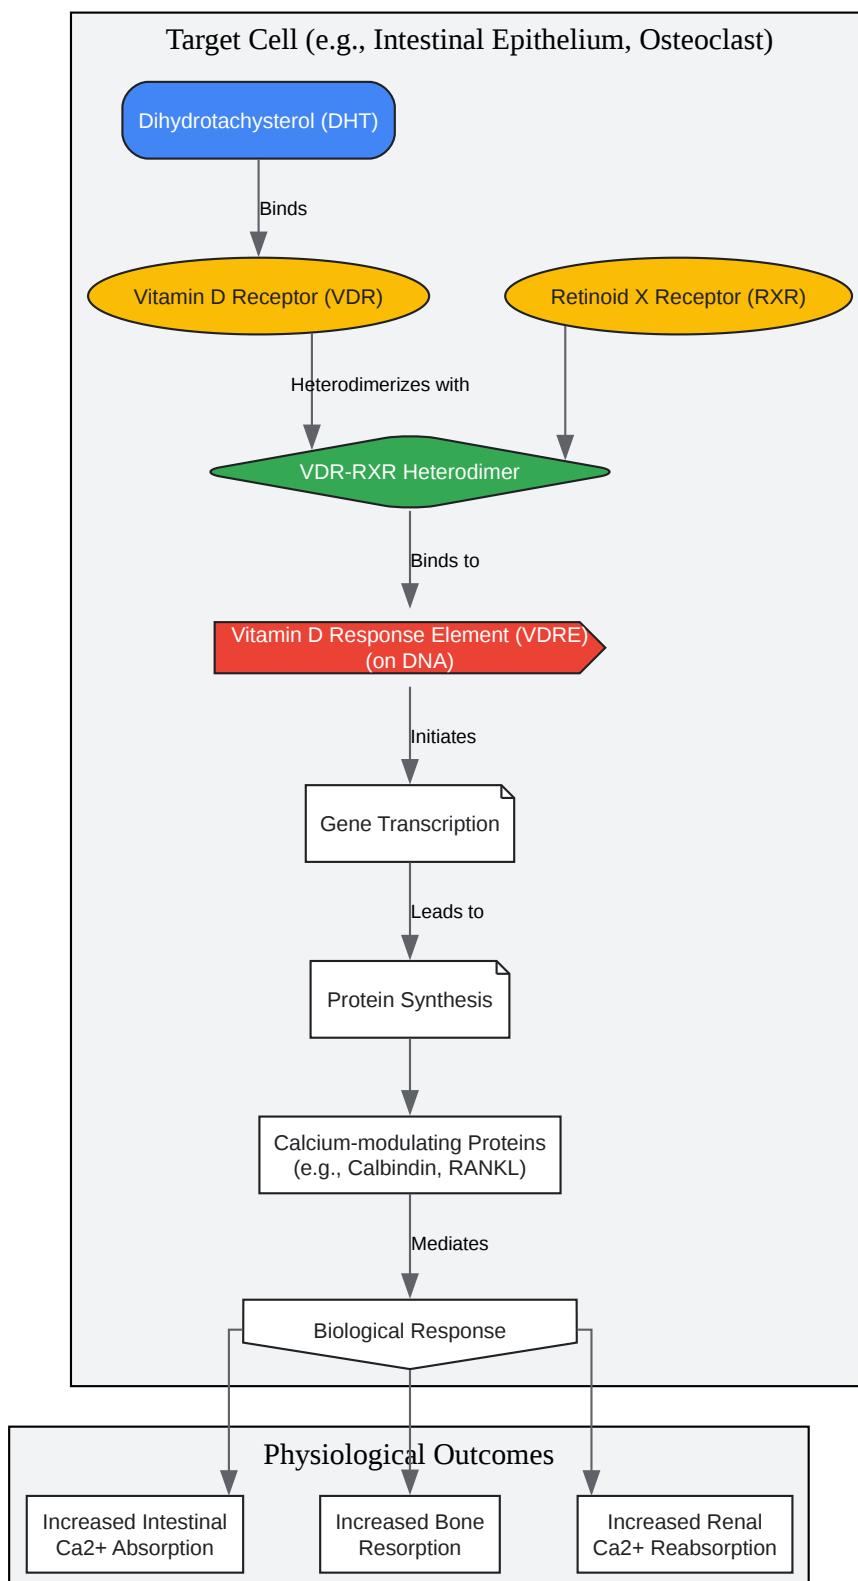 Target Cell (e.g., Intestinal Epithelium, Osteoclast)
Dihydrotachysterol (DHT)
Binds
Vitamin D Receptor (VDR)
Retinoid X Receptor (RXR)
Heterodimerizes with
VDR-RXR Heterodimer
Binds to
Vitamin D Response Element (VDRE)
(on DNA)
Initiates
Gene Transcription
Leads to
Protein Synthesis
Calcium-modulating Proteins
(e.g., Calbindin, RANKL)
Mediates
Biological Response
Physiological Outcomes
Increased Intestinal
Ca2+ Absorption
Increased Bone
Resorption
Increased Renal
Ca2+ Reabsorption